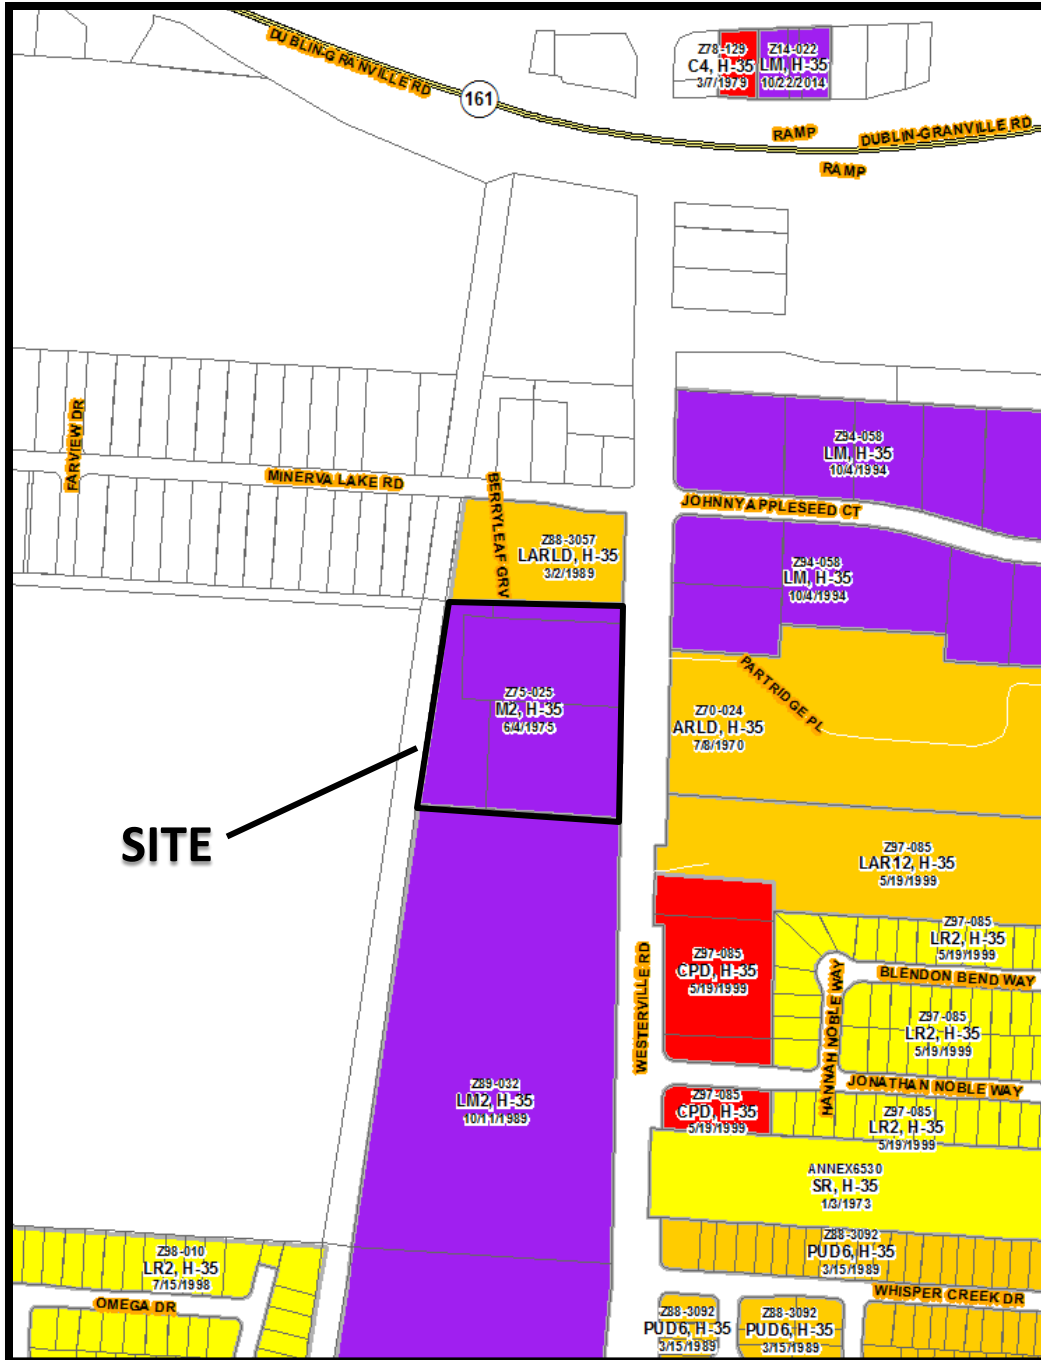 DUBLIN-GRANVILLE RD
161
Z78-129
C4, H-35
3/7/1979
Z14-022
LM, H-35
10/22/2014
RAMP
DUBLIN-GRANVILLE RD
RAMP
FARVIEW DR
MINERVA LAKE RD
BERRYLEAF GRV
Z94-058
LM, H-35
10/4/1994
JOHNNY APPLESEED CT
Z88-3057
LARLD, H-35
3/2/1989
Z94-058
LM, H-35
10/4/1994
PARTRIDGE PL
Z75-025
M2, H-35
6/4/1975
Z70-024
ARLD, H-35
7/8/1970
SITE
Z97-085
LAR12, H-35
5/19/1999
Z97-085
LR2, H-35
5/19/1999
WESTERVILLE RD
Z97-085
CPD, H-35
5/19/1999
HANNAH NOBLE WAY
BLENDON BEND WAY
Z97-085
LR2, H-35
5/19/1999
Z89-032
LM2, H-35
10/11/1989
JONATHAN NOBLE WAY
Z97-085
CPD, H-35
5/19/1999
Z97-085
LR2, H-35
5/19/1999
ANNEX6530
SR, H-35
1/3/1973
Z98-010
LR2, H-35
7/15/1998
Z88-3092
PUD6, H-35
3/15/1989
OMEGA DR
WHISPER CREEK DR
Z88-3092
PUD6, H-35
3/15/1989
Z88-3092
PUD6, H-35
3/15/1989